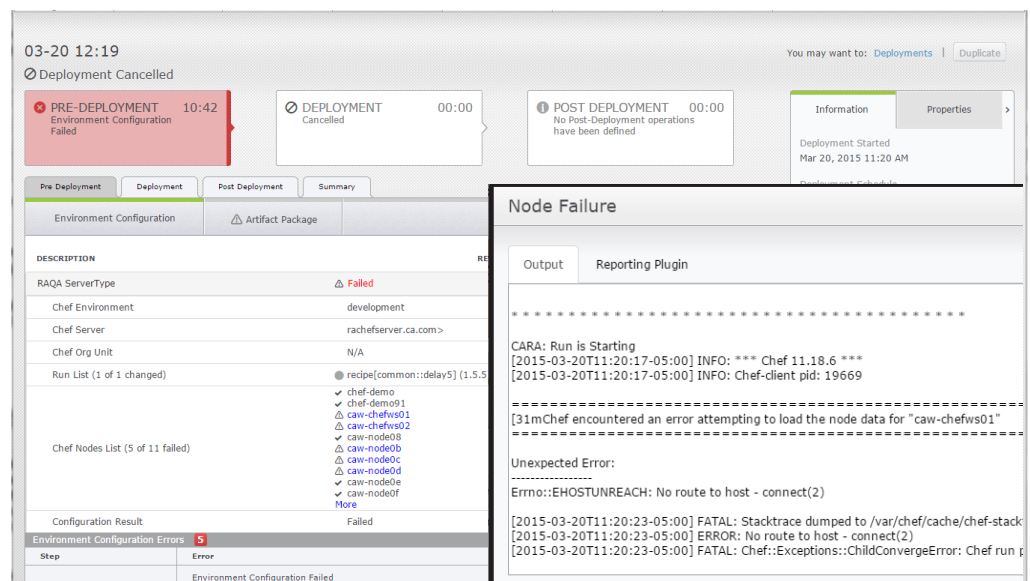 03-20 12:19
You may want to: Deployments | Duplicate
Deployment Cancelled
PRE-DEPLOYMENT 10:42
Environment Configuration
Failed
DEPLOYMENT 00:00
Cancelled
POST DEPLOYMENT 00:00
No Post-Deployment operations
have been defined
Information Properties
Deployment Started
Mar 20, 2015 11:20 AM
Deployment Schedule
Pre Deployment Deployment Post Deployment Summary
Environment Configuration Artifact Package
DESCRIPTION RE
RAQA ServerType Failed
Chef Environment development
Chef Server rachefserver.ca.com>
Chef Org Unit N/A
Run List (1 of 1 changed) recipe[common::delay5] (1.5.5
Chef Nodes List (5 of 11 failed)
chef-demo
chef-demo91
caw-chefws01
caw-chefws02
caw-node08
caw-node0b
caw-node0c
caw-node0d
caw-node0e
caw-node0f
More
Configuration Result Failed
Environment Configuration Errors 5
Step Error
Environment Configuration Failed
Node Failure
Output Reporting Plugin
* * * * * * * * * * * * * * * * * * * * * * * * * * * * * * * * * * * * * * * *
CARA: Run is Starting
[2015-03-20T11:20:17-05:00] INFO: *** Chef 11.18.6 ***
[2015-03-20T11:20:17-05:00] INFO: Chef-client pid: 19669
================================================================
[31mChef encountered an error attempting to load the node data for "caw-chefws01"
================================================================
Unexpected Error:
-----------------
Errno::EHOSTUNREACH: No route to host - connect(2)
[2015-03-20T11:20:23-05:00] FATAL: Stacktrace dumped to /var/chef/cache/chef-stack
[2015-03-20T11:20:23-05:00] ERROR: No route to host - connect(2)
[2015-03-20T11:20:23-05:00] FATAL: Chef::Exceptions::ChildConvergeError: Chef run p